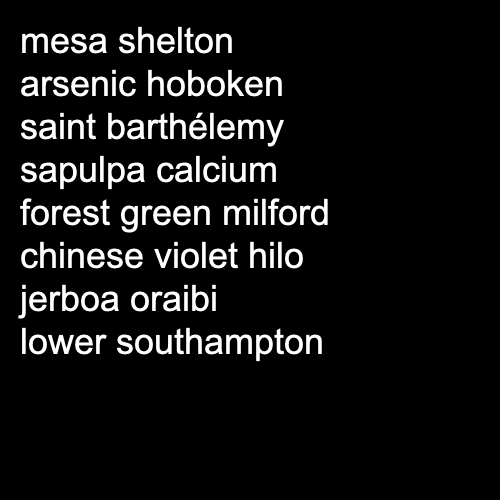 mesa shelton
arsenic hoboken
saint barthélemy
sapulpa calcium
forest green milford
chinese violet hilo
jerboa oraibi
lower southampton